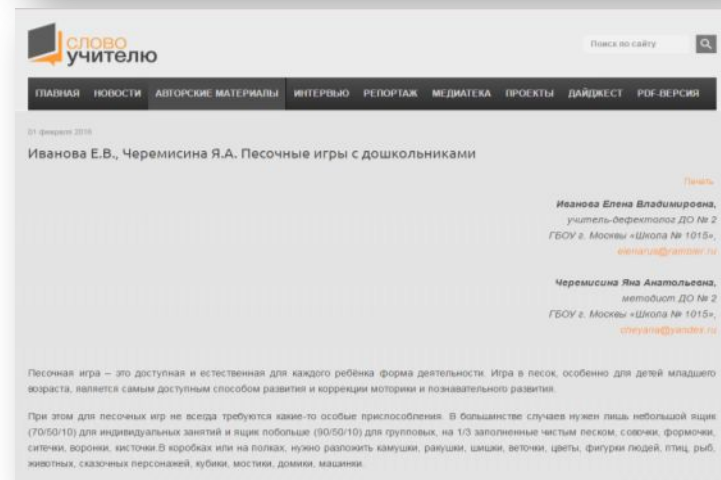 слово
учителю
Поиск по сайту
ГЛАВНАЯ НОВОСТИ АВТОРСКИЕ МАТЕРИАЛЫ ИНТЕРВЬЮ РЕПОРТАЖ МЕДИАТЕКА ПРОЕКТЫ ДАЙДЖЕСТ PDF-ВЕРСИЯ
01 февраля 2016
Иванова Е.В., Черемисина Я.А. Песочные игры с дошкольниками
Печать
Иванова Елена Владимировна,
учитель-дефектолог ДО № 2
ГБОУ г. Москвы «Школа № 1015»,
elenarus@rambler.ru
Черемисина Яна Анатольевна,
методист ДО № 2
ГБОУ г. Москвы «Школа № 1015»,
cheyana@yandex.ru
Песочная игра – это доступная и естественная для каждого ребёнка форма деятельности. Игра в песок, особенно для детей младшего
возраста, является самым доступным способом развития и коррекции моторики и познавательного развития.
При этом для песочных игр не всегда требуются какие-то особые приспособления. В большинстве случаев нужен лишь небольшой ящик
(70/50/10) для индивидуальных занятий и ящик побольше (90/50/10) для групповых, на 1/3 заполненные чистым песком, совочки, формочки,
ситечки, воронки, кисточки.В коробках или на полках, нужно разложить камушки, ракушки, шишки, веточки, цветы, фигурки людей, птиц, рыб,
животных, сказочных персонажей, кубики, мостики, домики, машинки.